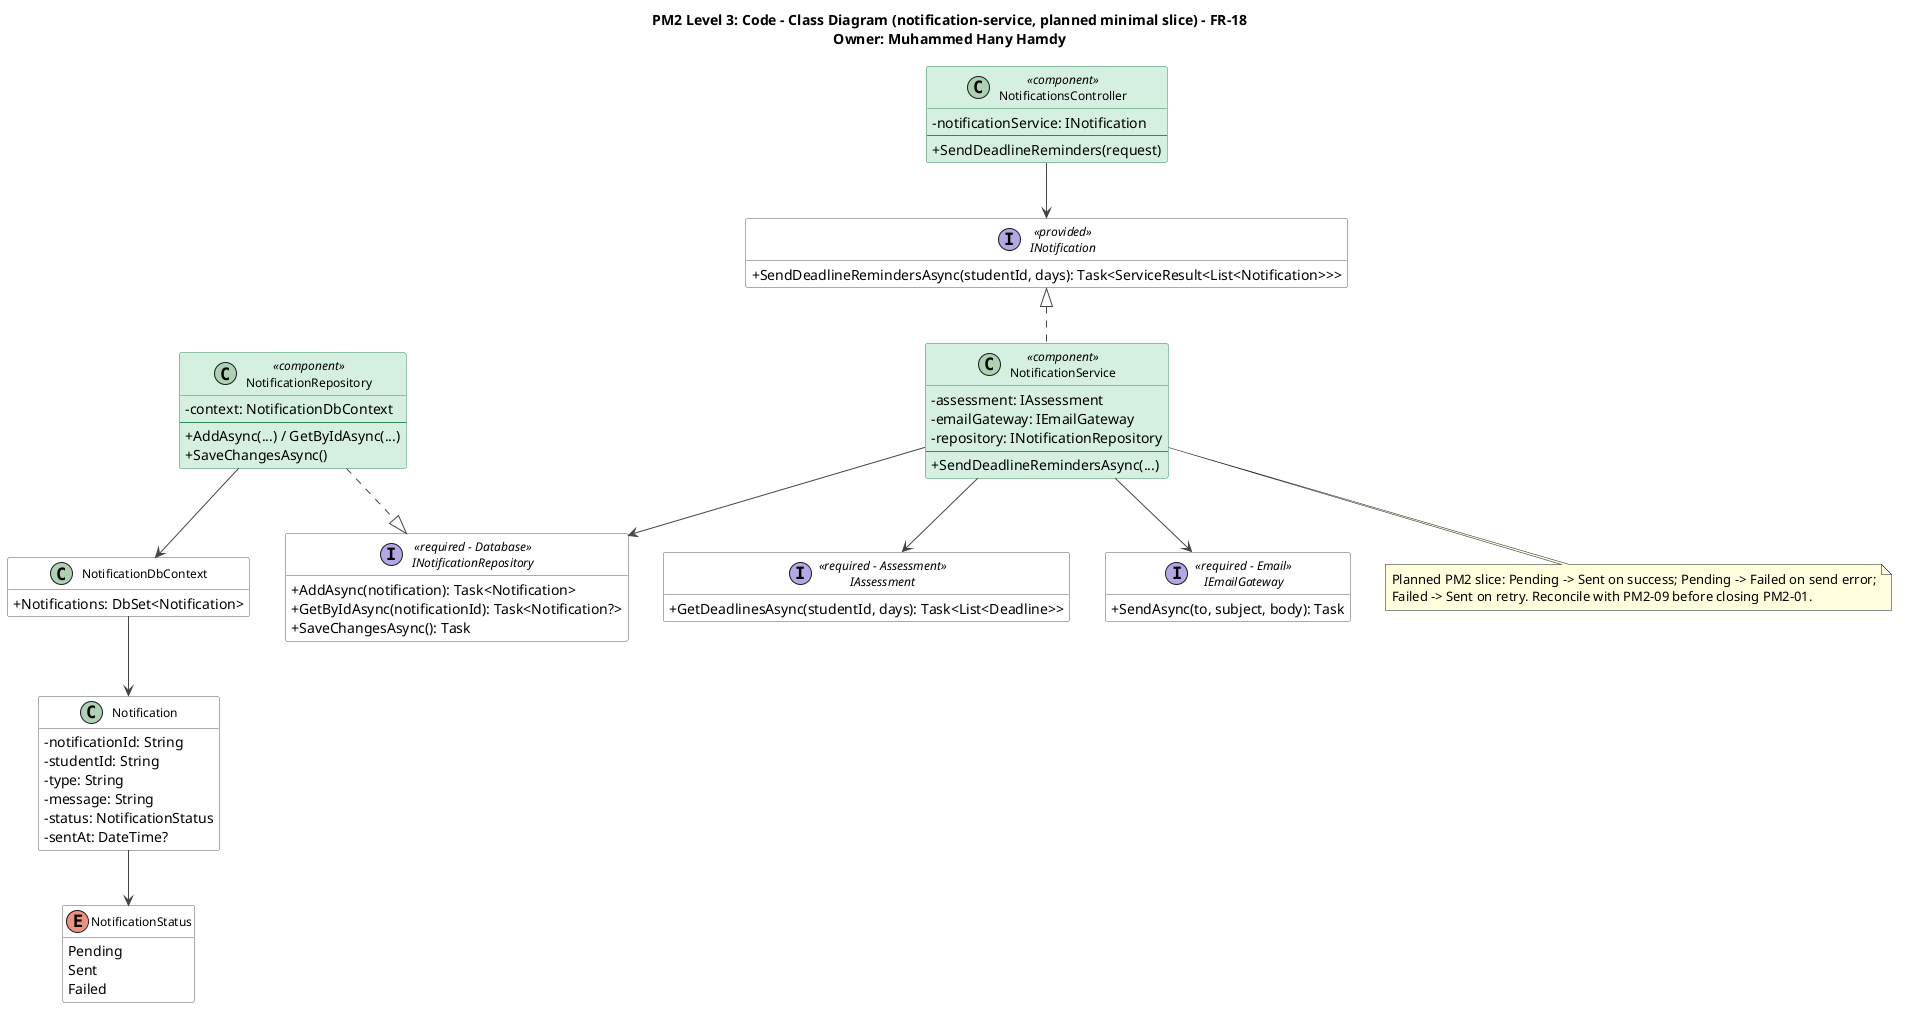 PM2 Level 3: Code - Class Diagram (notification-service, planned minimal slice) - FR-18
Owner: Muhammed Hany Hamdy
C
«component»
NotificationsController
-notificationService: INotification
+SendDeadlineReminders(request)
I
«provided»
INotification
+SendDeadlineRemindersAsync(studentId, days): Task<ServiceResult<List<Notification>>>
C
«component»
NotificationRepository
-context: NotificationDbContext
+AddAsync(...) / GetByIdAsync(...)
+SaveChangesAsync()
C
«component»
NotificationService
-assessment: IAssessment
-emailGateway: IEmailGateway
-repository: INotificationRepository
+SendDeadlineRemindersAsync(...)
C
NotificationDbContext
+Notifications: DbSet<Notification>
I
«required - Database»
INotificationRepository
+AddAsync(notification): Task<Notification>
+GetByIdAsync(notificationId): Task<Notification?>
+SaveChangesAsync(): Task
I
«required - Assessment»
IAssessment
+GetDeadlinesAsync(studentId, days): Task<List<Deadline>>
I
«required - Email»
IEmailGateway
+SendAsync(to, subject, body): Task
Planned PM2 slice: Pending -> Sent on success; Pending -> Failed on send error;
Failed -> Sent on retry. Reconcile with PM2-09 before closing PM2-01.
C
Notification
-notificationId: String
-studentId: String
-type: String
-message: String
-status: NotificationStatus
-sentAt: DateTime?
E
NotificationStatus
Pending
Sent
Failed